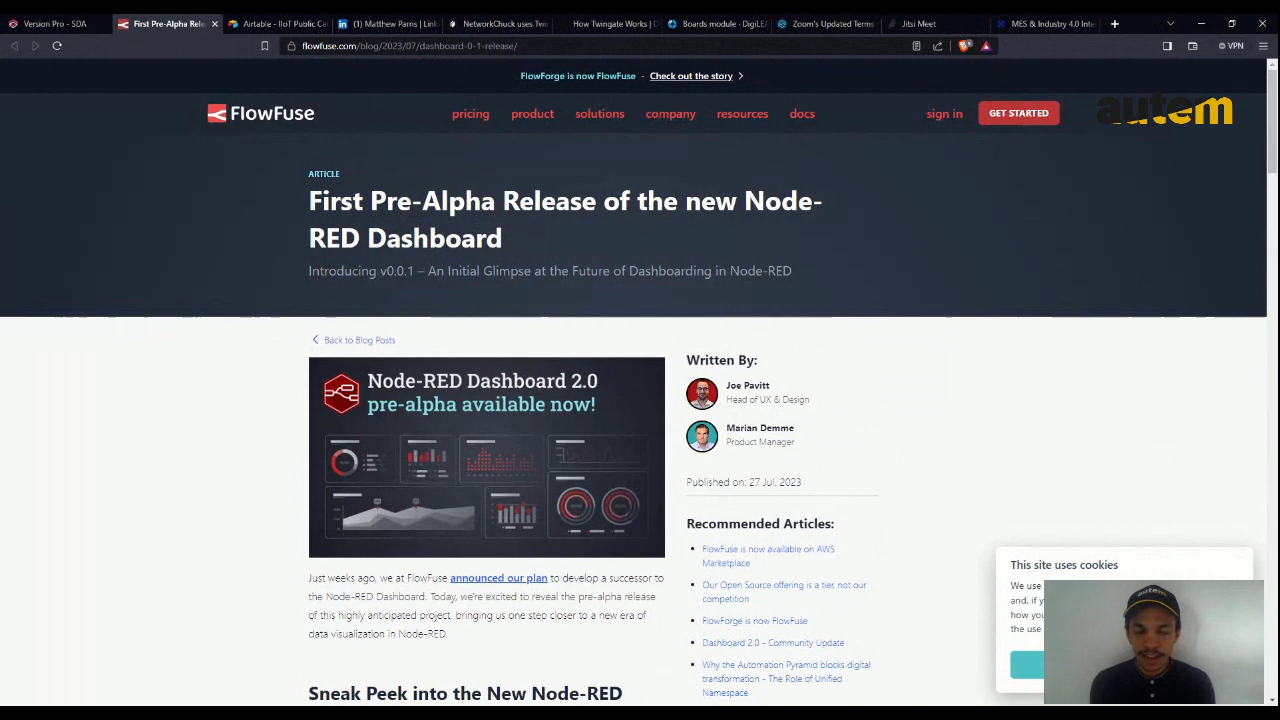 Version Pro - SDA
First Pre-Alpha Rele
Airtable - IIoT Public Cat
(1) Matthew Parris | Link
NetworkChuck uses Twi
How Twingate Works | D
Boards module · DigiLEA
Zoom's Updated Terms
Jitsi Meet
MES & Industry 4.0 Inter
flowfuse.com/blog/2023/07/dashboard-0-1-release/
VPN
FlowForge is now FlowFuse - Check out the story
FlowFuse
pricing
product
solutions
company
resources
docs
sign in
GET STARTED
autem
ARTICLE
First Pre-Alpha Release of the new Node-
RED Dashboard
Introducing v0.0.1 – An Initial Glimpse at the Future of Dashboarding in Node-RED
Back to Blog Posts
Node-RED Dashboard 2.0
pre-alpha available now!
Just weeks ago, we at FlowFuse announced our plan to develop a successor to
the Node-RED Dashboard. Today, we're excited to reveal the pre-alpha release
of this highly anticipated project, bringing us one step closer to a new era of
data visualization in Node-RED.
Sneak Peek into the New Node-RED
Written By:
Joe Pavitt
Head of UX & Design
Marian Demme
Product Manager
Published on: 27 Jul, 2023
Recommended Articles:
FlowFuse is now available on AWS
Marketplace
Our Open Source offering is a tier, not our
competition
FlowForge is now FlowFuse
Dashboard 2.0 - Community Update
Why the Automation Pyramid blocks digital
transformation - The Role of Unified
Namespace
This site uses cookies
We use
and, if y
how you
the use
autem